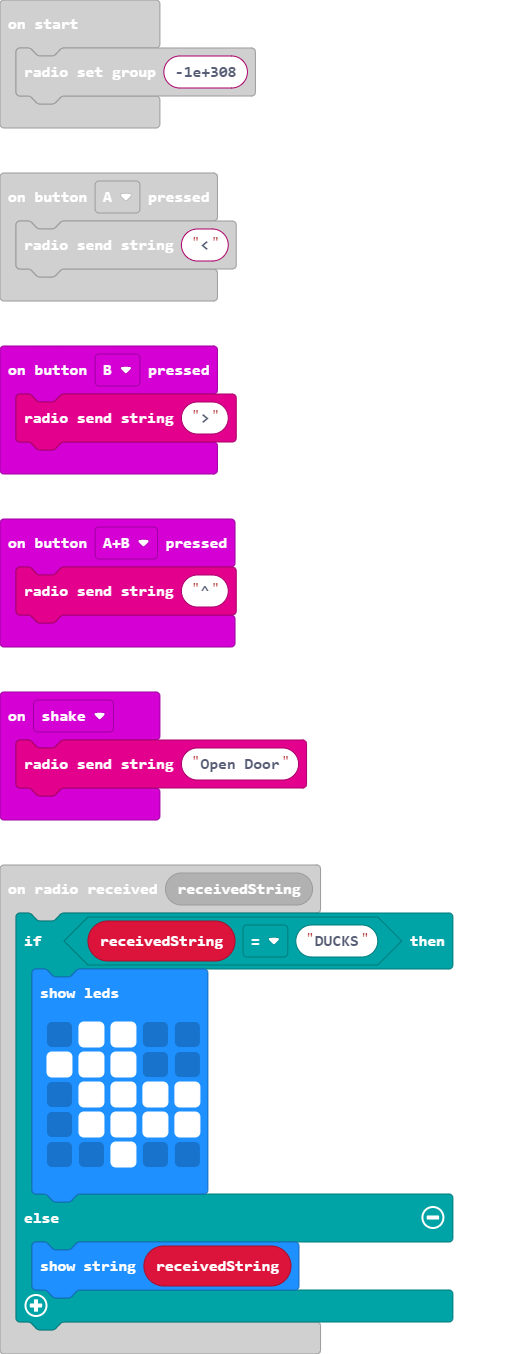 on start
radio set group -1e+308
on button A pressed
radio send string "<"
on button B pressed
radio send string ">"
on button A+B pressed
radio send string "^"
on shake
radio send string "Open Door"
on radio received receivedString
if receivedString = "DUCKS" then
show leds
else
show string receivedString